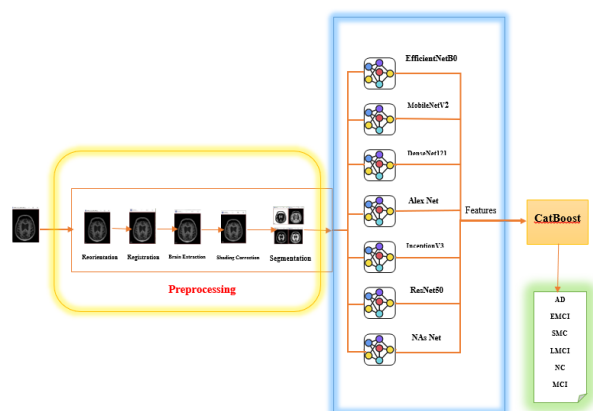 EfficientNetB0
MobileNetV2
DenseNet121
Alex Net
InceptionV3
ResNet50
NAs Net
Features
CatBoost
Reorientation
Registration
Brain Extraction
Shading Correction
Segmentation
Preprocessing
AD
EMCI
SMC
LMCI
NC
MCI